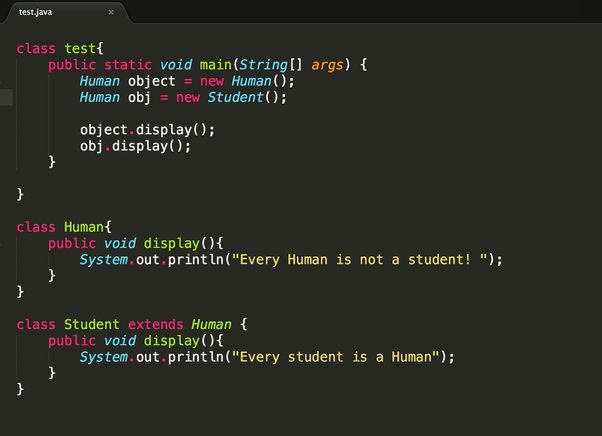 test.java ×
class test{
    public static void main(String[] args) {
        Human object = new Human();
        Human obj = new Student();
        object.display();
        obj.display();
    }
}
class Human{
    public void display(){
        System.out.println("Every Human is not a student! ");
    }
}
class Student extends Human {
    public void display(){
        System.out.println("Every student is a Human");
    }
}